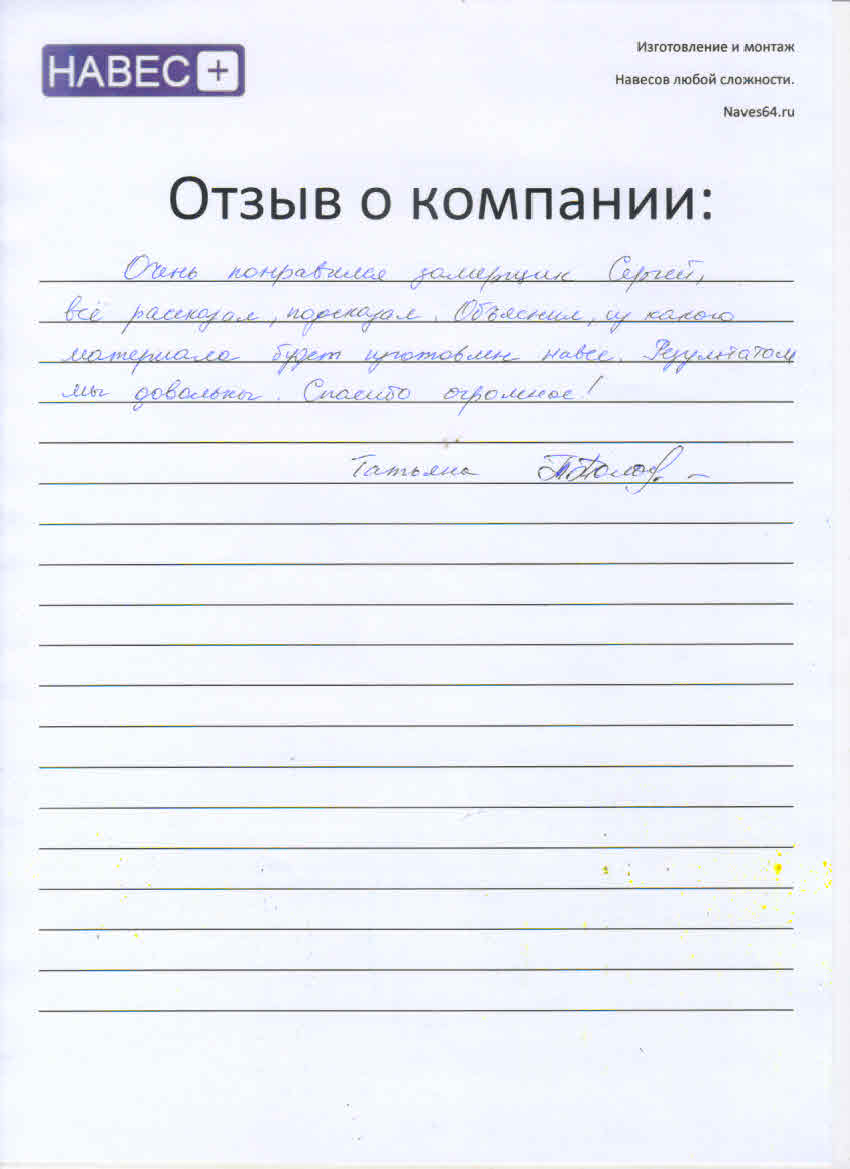 НАВЕС +
Изготовление и монтаж
Навесов любой сложности.
Naves64.ru
Отзыв о компании:
Очень понравился замерщик Сергей,
всё рассказал, подсказал. Объяснил, из какого
материала будет изготовлен навес. Результатом
мы довольны. Спасибо огромное!
Татьяна